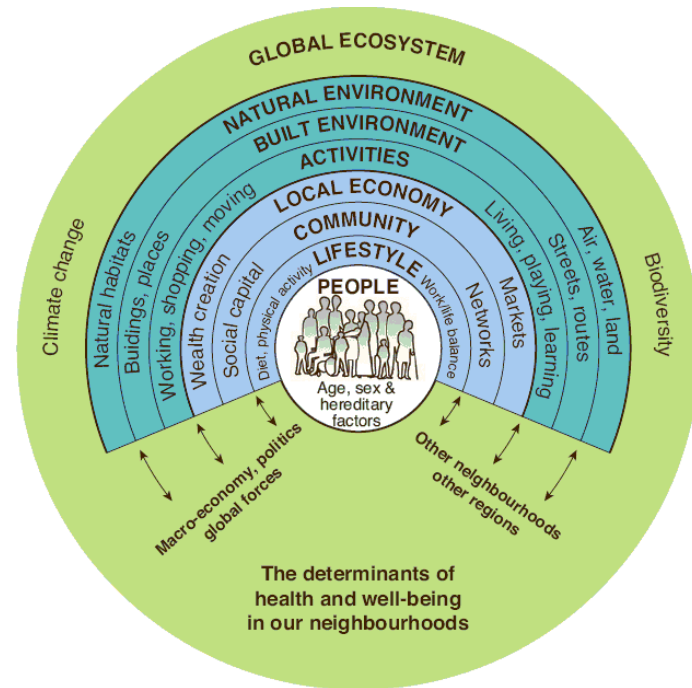 GLOBAL ECOSYSTEM
NATURAL ENVIRONMENT
BUILT ENVIRONMENT
ACTIVITIES
LOCAL ECONOMY
COMMUNITY
LIFESTYLE
PEOPLE
Age, sex &
hereditary
factors
Climate change
Natural habitats
Buidings, places
Working, shopping, moving
Wealth creation
Social capital
Diet, physical activity
Work/life balance
Networks
Markets
Living, playing, learning
Streets, routes
Air, water, land
Biodiversity
Macro-economy, politics
global forces
Other neighbourhoods
other regions
The determinants of
health and well-being
in our neighbourhoods